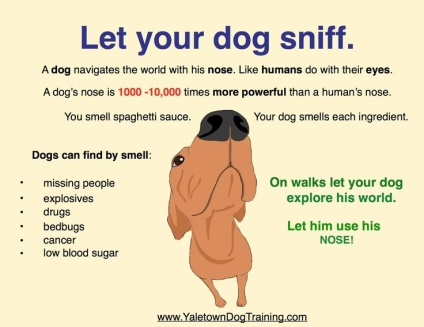 Let your dog sniff.
A dog navigates the world with his nose. Like humans do with their eyes.
A dog's nose is 1000 -10,000 times more powerful than a human's nose.
You smell spaghetti sauce. Your dog smells each ingredient.
Dogs can find by smell:
• missing people
• explosives
• drugs
• bedbugs
• cancer
• low blood sugar
On walks let your dog
explore his world.
Let him use his
NOSE!
www.YaletownDogTraining.com